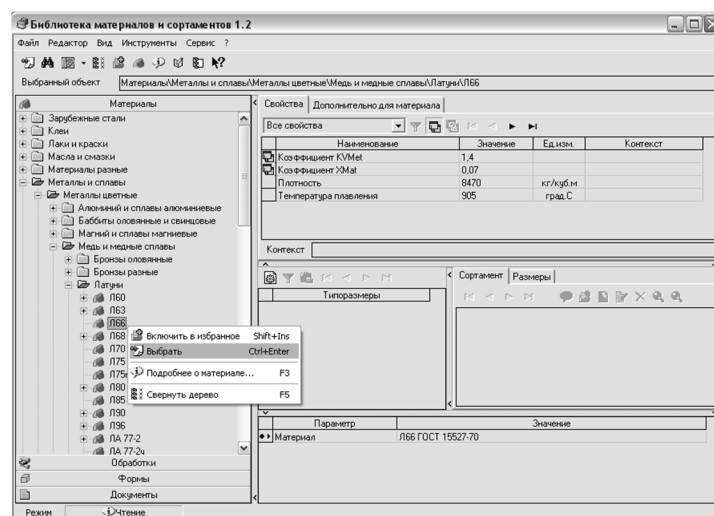 Библиотека материалов и сортаментов 1.2
Файл Редактор Вид Инструменты Сервис ?
Выбранный объект Материалы\Металлы и сплавы\Металлы цветные\Медь и медные сплавы\Латуни\Л66
Материалы
Зарубежные стали
Клеи
Лаки и краски
Масла и смазки
Материалы разные
Металлы и сплавы
Металлы цветные
Алюминий и сплавы алюминиевые
Баббиты оловянные и свинцовые
Магний и сплавы магниевые
Медь и медные сплавы
Бронзы оловянные
Бронзы разные
Латуни
Л60
Л63
Л66
Л68
Л70
Л75
Л75
Л80
Л85
Л90
Л96
ЛА 77-2
ЛА 77-2ч
Обработки
Формы
Документы
Режим Чтение
Включить в избранное Shift+Ins
Выбрать Ctrl+Enter
Подробнее о материале... F3
Свернуть дерево F5
Свойства Дополнительно для материала
Все свойства
Наименование Значение Ед.изм. Контекст
Коэффициент KVMet 1,4
Коэффициент XMat 0,07
Плотность 8470 кг/куб.м
Температура плавления 905 град.С
Контекст
Типоразмеры
Сортамент Размеры
Параметр Значение
Материал Л66 ГОСТ 15527-70